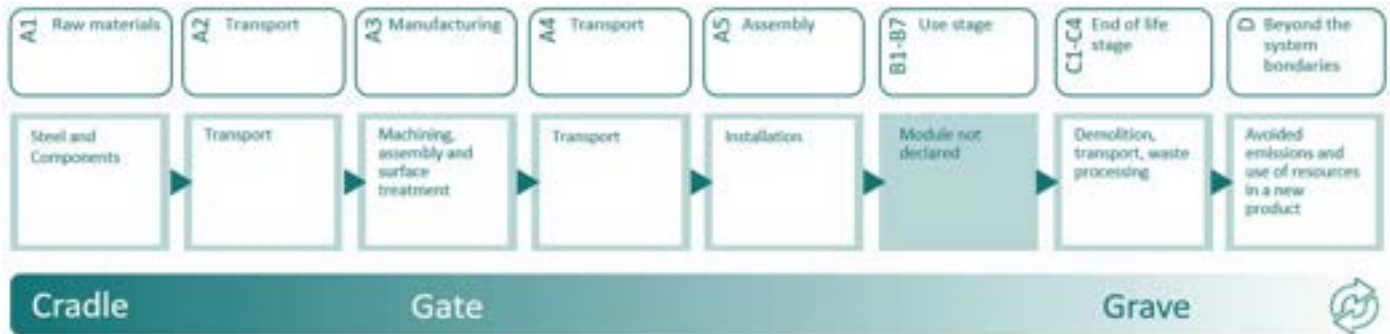 A1 Raw materials
A2 Transport
A3 Manufacturing
A4 Transport
A5 Assembly
B1-B7 Use stage
C1-C4 End of life
stage
D Beyond the
system
bondaries
Steel and
Components
Transport
Machining,
assembly and
surface
treatment
Transport
Installation
Module not
declared
Demolition,
transport, waste
processing
Avoided
emissions and
use of resources
in a new
product
Cradle
Gate
Grave